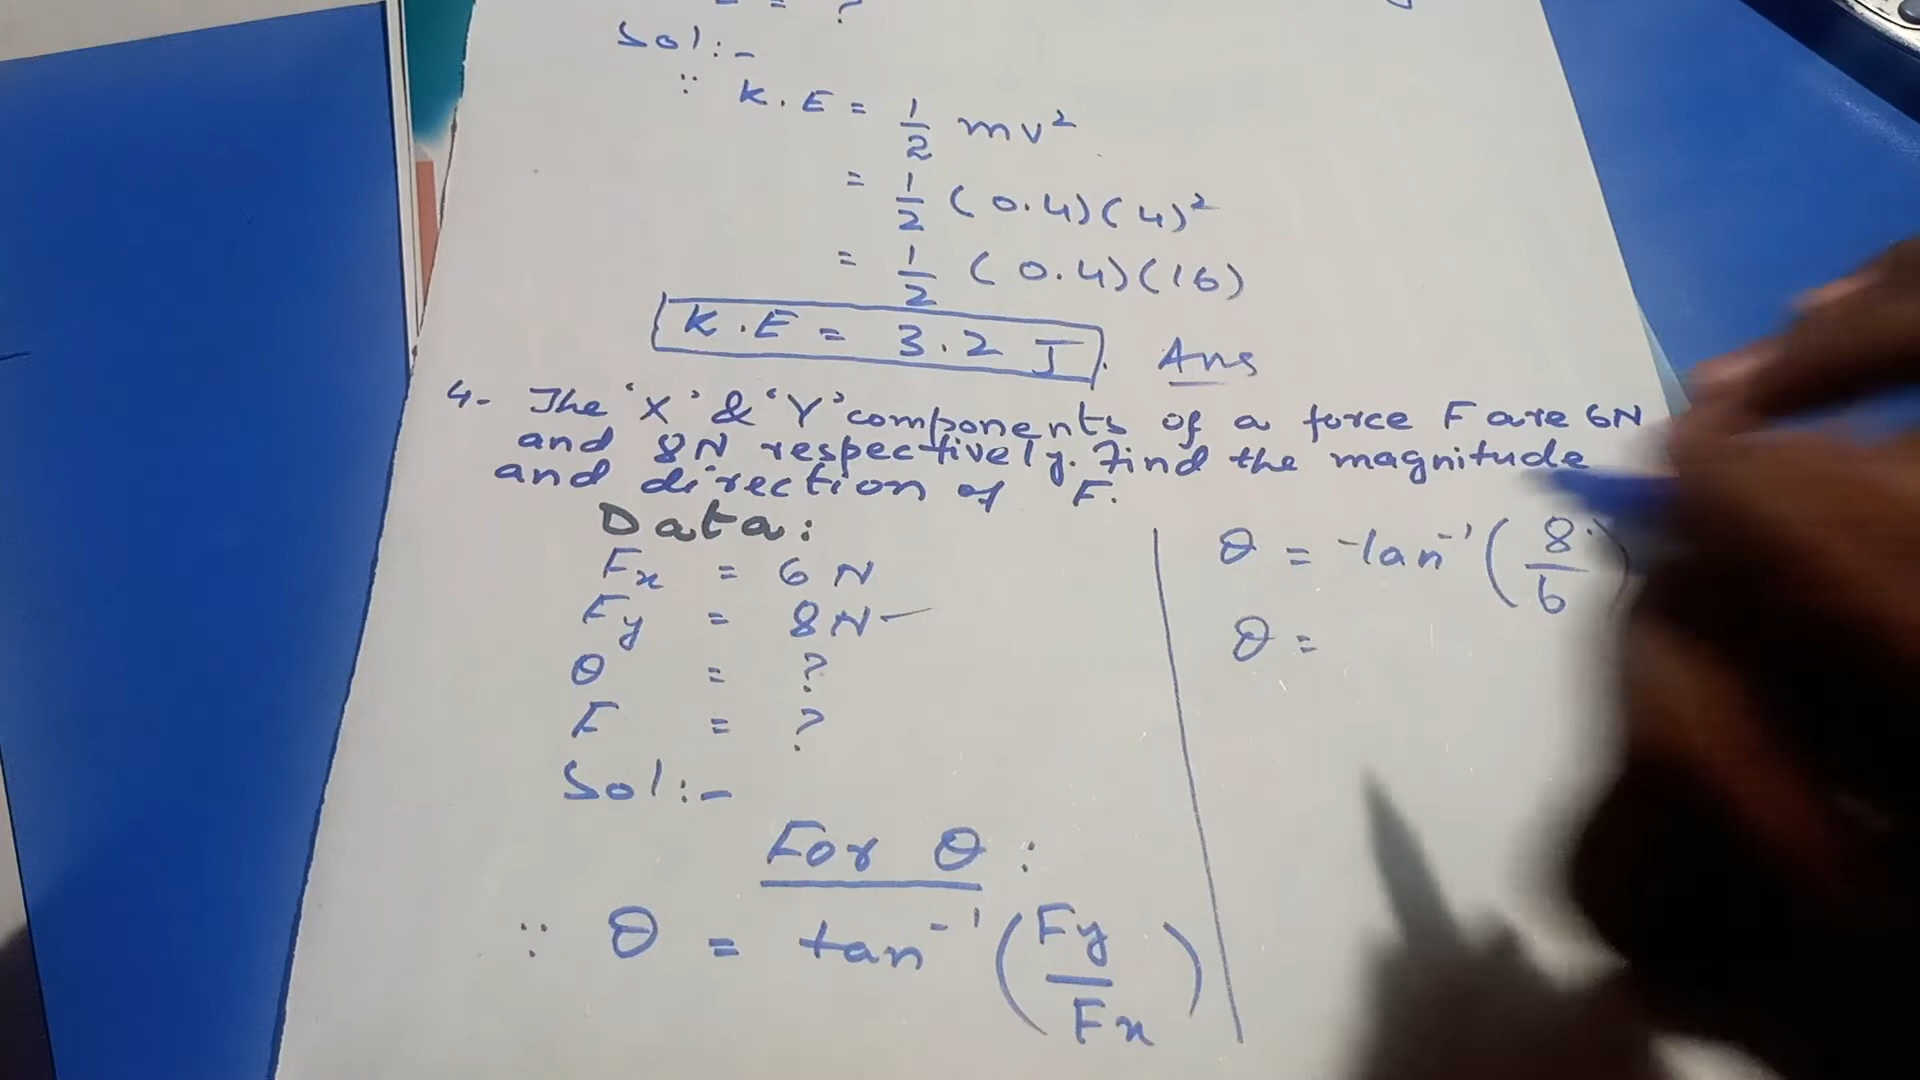 Sol:-
∵ K.E = 1/2 mv²
= 1/2 (0.4)(4)²
= 1/2 (0.4)(16)
K.E = 3.2 J. Ans
4- The 'X' & 'Y' components of a force F are 6N
and 8N respectively. Find the magnitude
and direction of F.
Data:
Fx = 6 N
Fy = 8N
θ = ?
F = ?
Sol:-
For θ:
∵ θ = tan⁻¹ (Fy/Fx)
θ = tan⁻¹ (8/6)
θ =